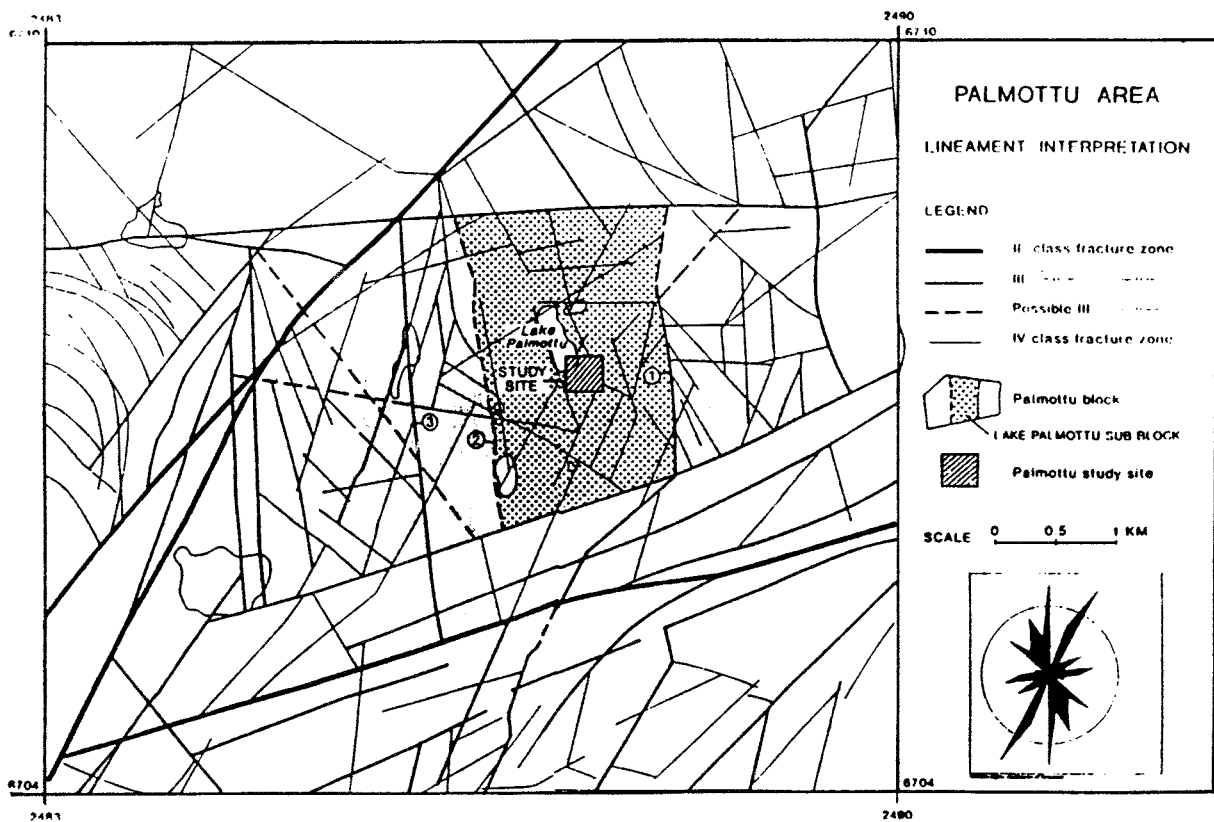 2483
2490
6710
6710
PALMOTTU AREA
LINEAMENT INTERPRETATION
LEGEND
II class fracture zone
III
Possible III
IV class fracture zone
Palmottu block
LAKE PALMOTTU SUB BLOCK
Palmottu study site
SCALE 0 0.5 1 KM
Lake
Palmottu
STUDY
SITE
1
2
3
6704
6704
2483
2490